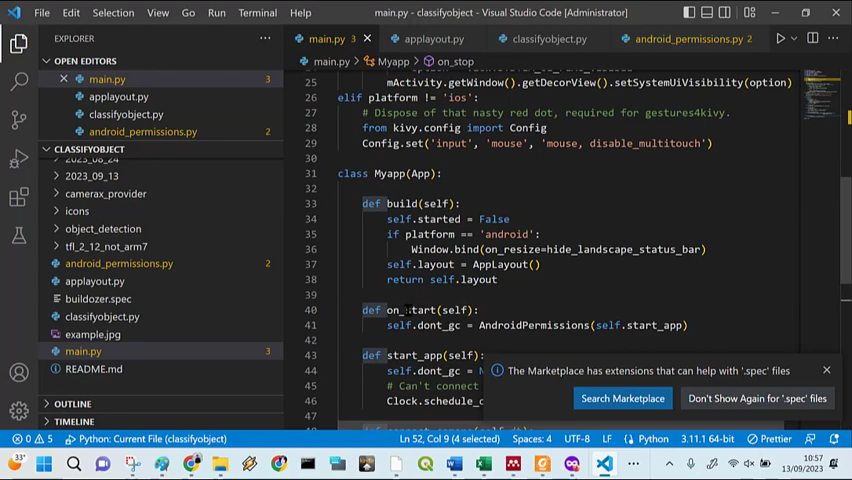 File Edit Selection View Go Run Terminal Help main.py - classifyobject - Visual Studio Code [Administrator]
EXPLORER
main.py 3
applayout.py
classifyobject.py
android_permissions.py 2
OPEN EDITORS
main.py 3
applayout.py
classifyobject.py
android_permissions.py 2
CLASSIFYOBJECT
2023_08_24
2023_09_13
camerax_provider
icons
object_detection
tfl_2_12_not_arm7
android_permissions.py 2
applayout.py
buildozer.spec
classifyobject.py
example.jpg
main.py 3
README.md
OUTLINE
TIMELINE
main.py > Myapp > on_stop
25 mActivity.getWindow().getDecorView().setSystemUiVisibility(option)
26 elif platform != 'ios':
27 # Dispose of that nasty red dot, required for gestures4kivy.
28 from kivy.config import Config
29 Config.set('input', 'mouse', 'mouse, disable_multitouch')
30
31 class Myapp(App):
32
33 def build(self):
34 self.started = False
35 if platform == 'android':
36 Window.bind(on_resize=hide_landscape_status_bar)
37 self.layout = AppLayout()
38 return self.layout
39
40 def on_start(self):
41 self.dont_gc = AndroidPermissions(self.start_app)
42
43 def start_app(self):
44 self.dont_gc = N
45 # Can't connect
46 Clock.schedule_o
47
The Marketplace has extensions that can help with '.spec' files
Search Marketplace
Don't Show Again for '.spec' files
0 5 Python: Current File (classifyobject) Ln 52, Col 9 (4 selected) Spaces: 4 UTF-8 LF Python 3.11.1 64-bit Prettier
33°
10:57
13/09/2023